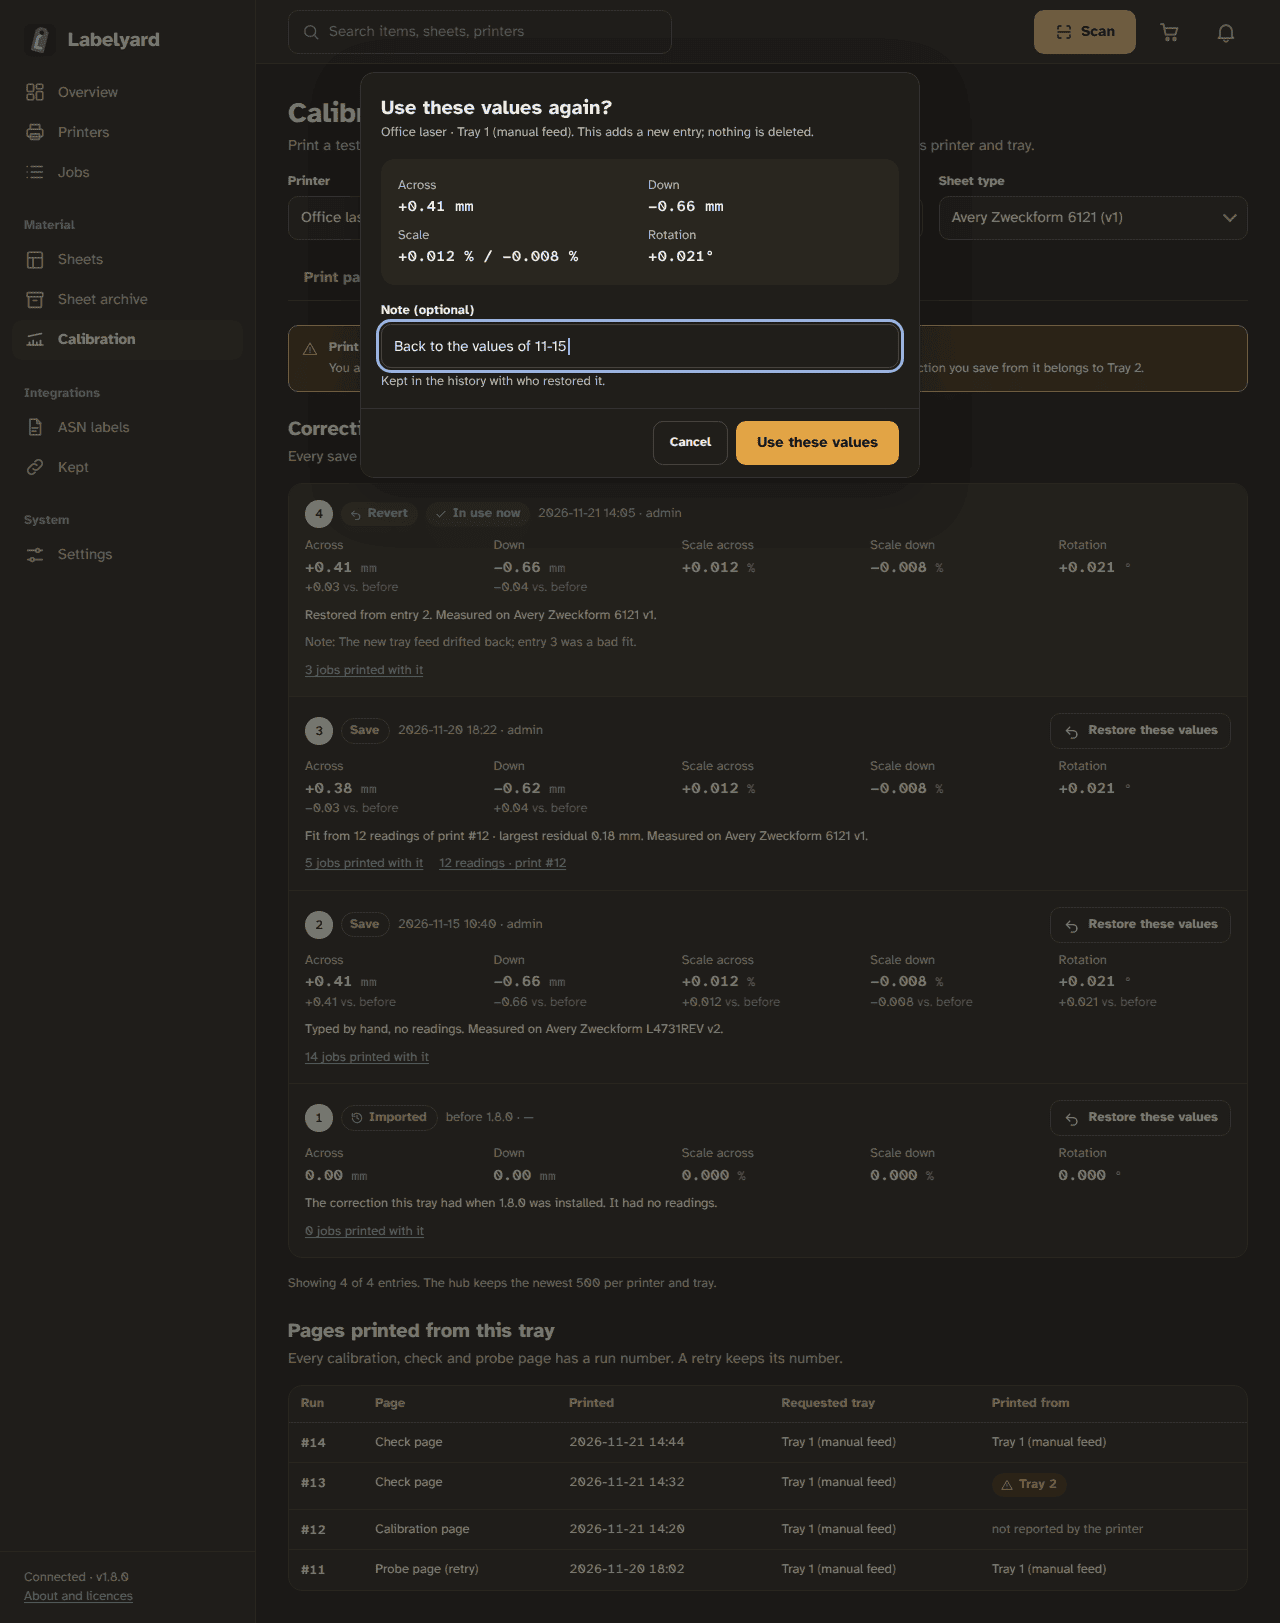 Labelyard
Search items, sheets, printers
Scan
Overview
Printers
Jobs
Material
Sheets
Sheet archive
Calibration
Integrations
ASN labels
Kept
System
Settings
Connected · v1.8.0
About and licences
Calibr
Print a test
s printer and tray.
Printer
Office las
Sheet type
Avery Zweckform 6121 (v1)
Print pa
Print
You a
ction you save from it belongs to Tray 2.
Use these values again?
Office laser · Tray 1 (manual feed). This adds a new entry; nothing is deleted.
Across
Down
+0.41 mm
−0.66 mm
Scale
Rotation
+0.012 % / −0.008 %
+0.021°
Note (optional)
Back to the values of 11-15
Kept in the history with who restored it.
Cancel
Use these values
Correcti
Every save
4 Revert In use now 2026-11-21 14:05 · admin
Across Down Scale across Scale down Rotation
+0.41 mm −0.66 mm +0.012 % −0.008 % +0.021 °
+0.03 vs. before −0.04 vs. before
Restored from entry 2. Measured on Avery Zweckform 6121 v1.
Note: The new tray feed drifted back; entry 3 was a bad fit.
3 jobs printed with it
3 Save 2026-11-20 18:22 · admin Restore these values
Across Down Scale across Scale down Rotation
+0.38 mm −0.62 mm +0.012 % −0.008 % +0.021 °
−0.03 vs. before +0.04 vs. before
Fit from 12 readings of print #12 · largest residual 0.18 mm. Measured on Avery Zweckform 6121 v1.
5 jobs printed with it 12 readings · print #12
2 Save 2026-11-15 10:40 · admin Restore these values
Across Down Scale across Scale down Rotation
+0.41 mm −0.66 mm +0.012 % −0.008 % +0.021 °
+0.41 vs. before −0.66 vs. before +0.012 vs. before −0.008 vs. before +0.021 vs. before
Typed by hand, no readings. Measured on Avery Zweckform L4731REV v2.
14 jobs printed with it
1 Imported before 1.8.0 · — Restore these values
Across Down Scale across Scale down Rotation
0.00 mm 0.00 mm 0.000 % 0.000 % 0.000 °
The correction this tray had when 1.8.0 was installed. It had no readings.
0 jobs printed with it
Showing 4 of 4 entries. The hub keeps the newest 500 per printer and tray.
Pages printed from this tray
Every calibration, check and probe page has a run number. A retry keeps its number.
Run Page Printed Requested tray Printed from
#14 Check page 2026-11-21 14:44 Tray 1 (manual feed) Tray 1 (manual feed)
#13 Check page 2026-11-21 14:32 Tray 1 (manual feed) Tray 2
#12 Calibration page 2026-11-21 14:20 Tray 1 (manual feed) not reported by the printer
#11 Probe page (retry) 2026-11-20 18:02 Tray 1 (manual feed) Tray 1 (manual feed)